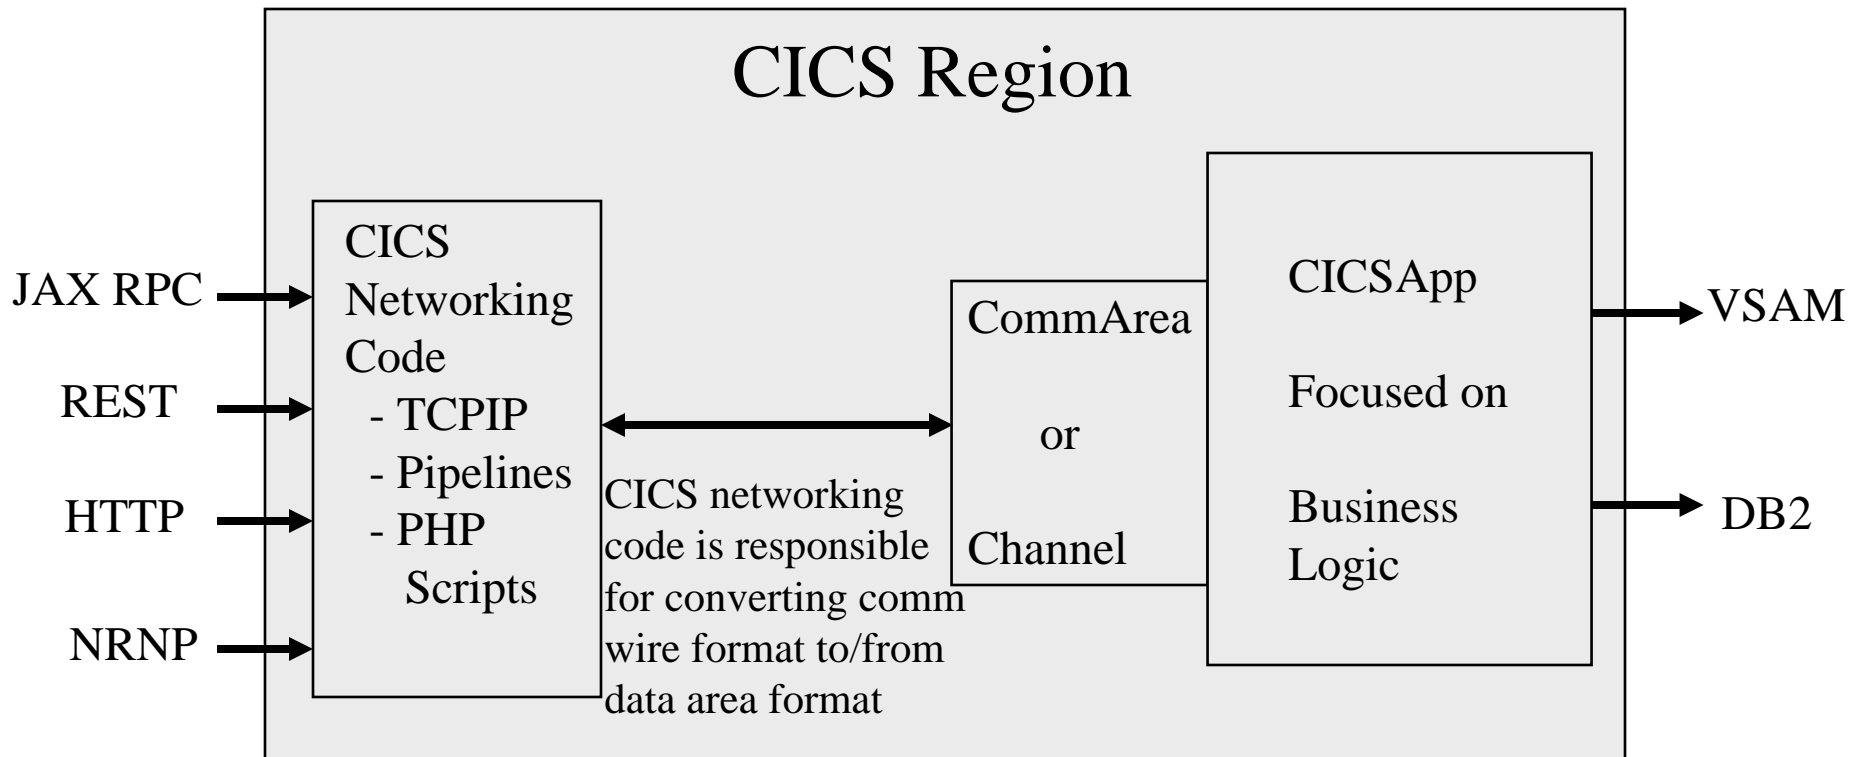 CICS Region
JAX RPC
REST
HTTP
NRNP
CICS
Networking
Code
- TCPIP
- Pipelines
- PHP
Scripts
CICS networking
code is responsible
for converting comm
wire format to/from
data area format
CommArea
or
Channel
CICSApp
Focused on
Business
Logic
VSAM
DB2